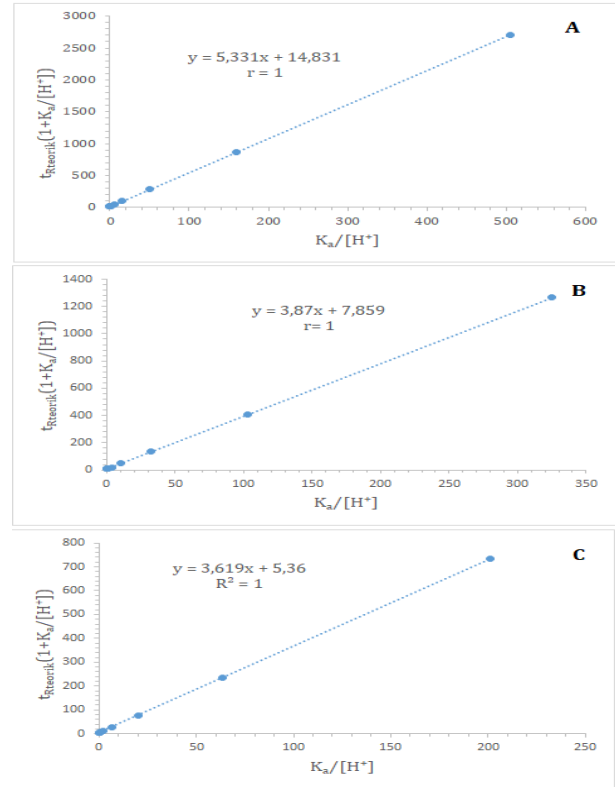 A
y = 5,331x + 14,831
r = 1
t_Rteorik(1+K_a/[H⁺])
3000
2500
2000
1500
1000
500
0
0 100 200 300 400 500 600
K_a/[H⁺]
B
y = 3,87x + 7,859
r= 1
t_Rteorik(1+K_a/[H⁺])
1400
1200
1000
800
600
400
200
0
0 50 100 150 200 250 300 350
K_a/[H⁺]
C
y = 3,619x + 5,36
R² = 1
t_Rteorik(1+K_a/[H⁺])
800
700
600
500
400
300
200
100
0
0 50 100 150 200 250
K_a/[H⁺]